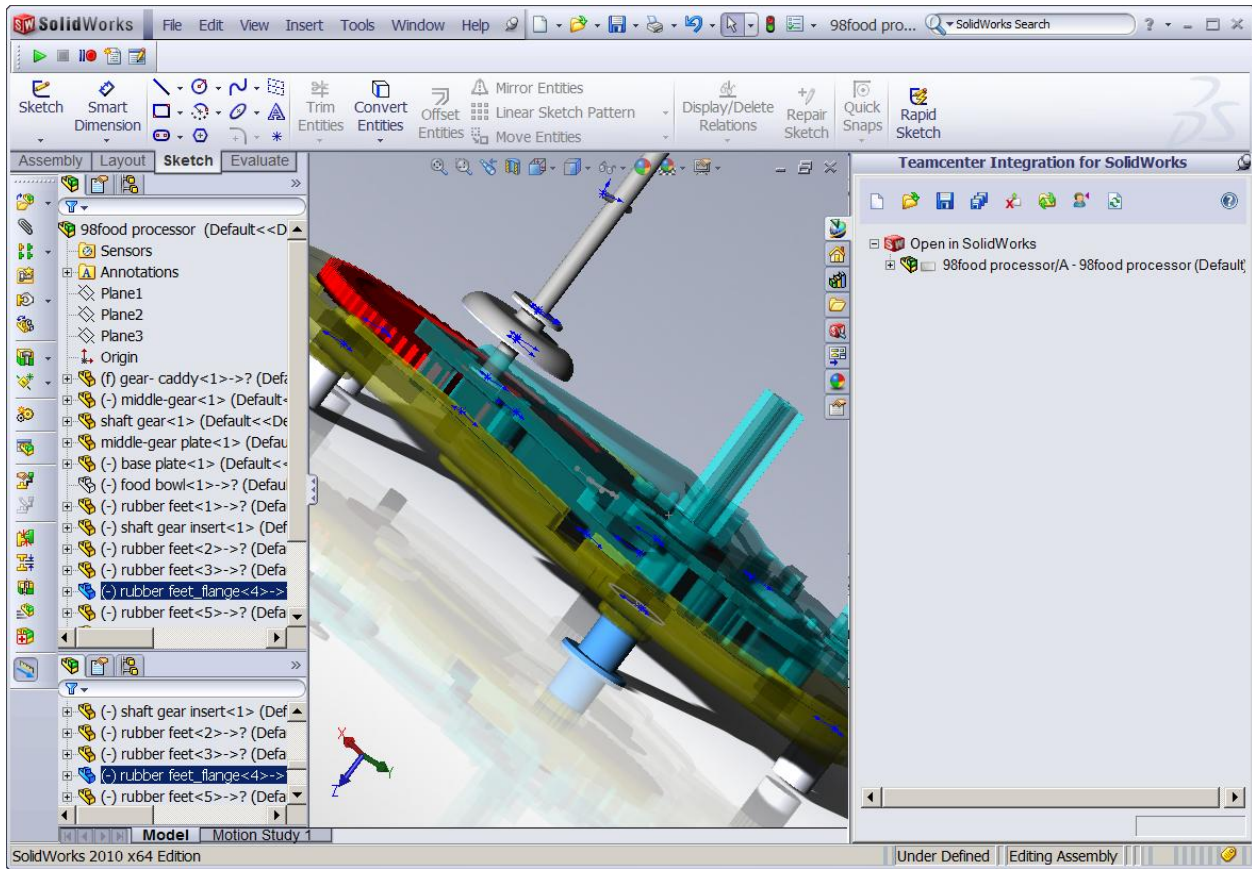 SolidWorks File Edit View Insert Tools Window Help 98food pro... SolidWorks Search ?
Sketch Smart Dimension Trim Entities Convert Entities Offset Entities Mirror Entities Linear Sketch Pattern Move Entities Display/Delete Relations Repair Sketch Quick Snaps Rapid Sketch
Assembly Layout Sketch Evaluate
98food processor (Default<<D
Sensors
Annotations
Plane1
Plane2
Plane3
Origin
(f) gear- caddy<1>->? (Defa
(-) middle-gear<1> (Default<
shaft gear<1> (Default<<De
middle-gear plate<1> (Defau
(-) base plate<1> (Default<<
(-) food bowl<1>->? (Defaul
(-) rubber feet<1>->? (Defa
(-) shaft gear insert<1> (Def
(-) rubber feet<2>->? (Defa
(-) rubber feet<3>->? (Defa
(-) rubber feet_flange<4>->?
(-) rubber feet<5>->? (Defa
(-) shaft gear insert<1> (Def
(-) rubber feet<2>->? (Defa
(-) rubber feet<3>->? (Defa
(-) rubber feet_flange<4>->?
(-) rubber feet<5>->? (Defa
X
Y
Z
Model Motion Study 1
Teamcenter Integration for SolidWorks
Open in SolidWorks
98food processor/A - 98food processor (Default)
SolidWorks 2010 x64 Edition Under Defined Editing Assembly